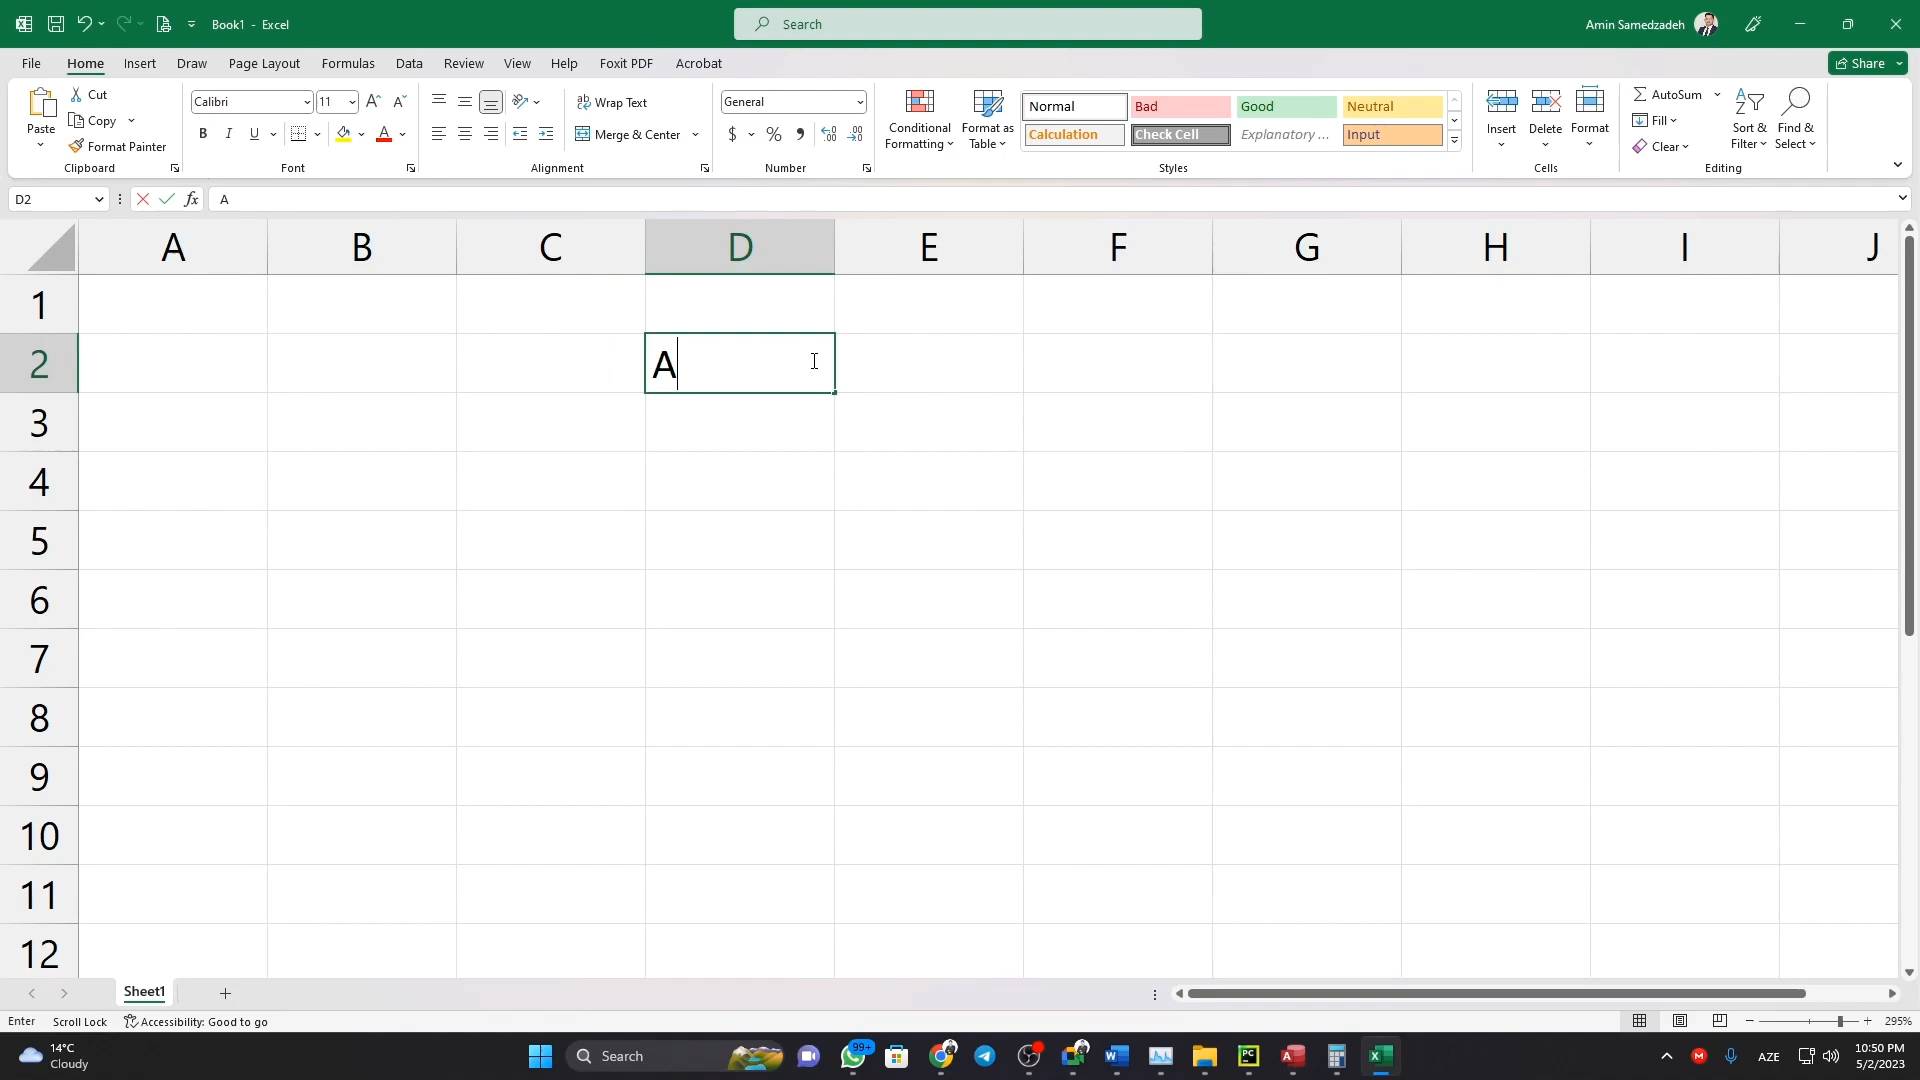 Book1 - Excel
Search
Amin Samedzadeh
File Home Insert Draw Page Layout Formulas Data Review View Help Foxit PDF Acrobat Share
Paste Cut Copy Format Painter Clipboard
Calibri 11 B I U A Font
Wrap Text Merge & Center Alignment
General $ % Number
Conditional Formatting
Format as Table
Normal Bad Good Neutral
Calculation Check Cell Explanatory ... Input
Styles
Insert Delete Format Cells
AutoSum Fill Clear
Sort & Filter Find & Select
Editing
D2 fx A
A B C D E F G H I J
1
2 A
3
4
5
6
7
8
9
10
11
12
Sheet1
Enter Scroll Lock Accessibility: Good to go 295%
14°C
Cloudy
Search
99+
PC
AZE
10:50 PM
5/2/2023